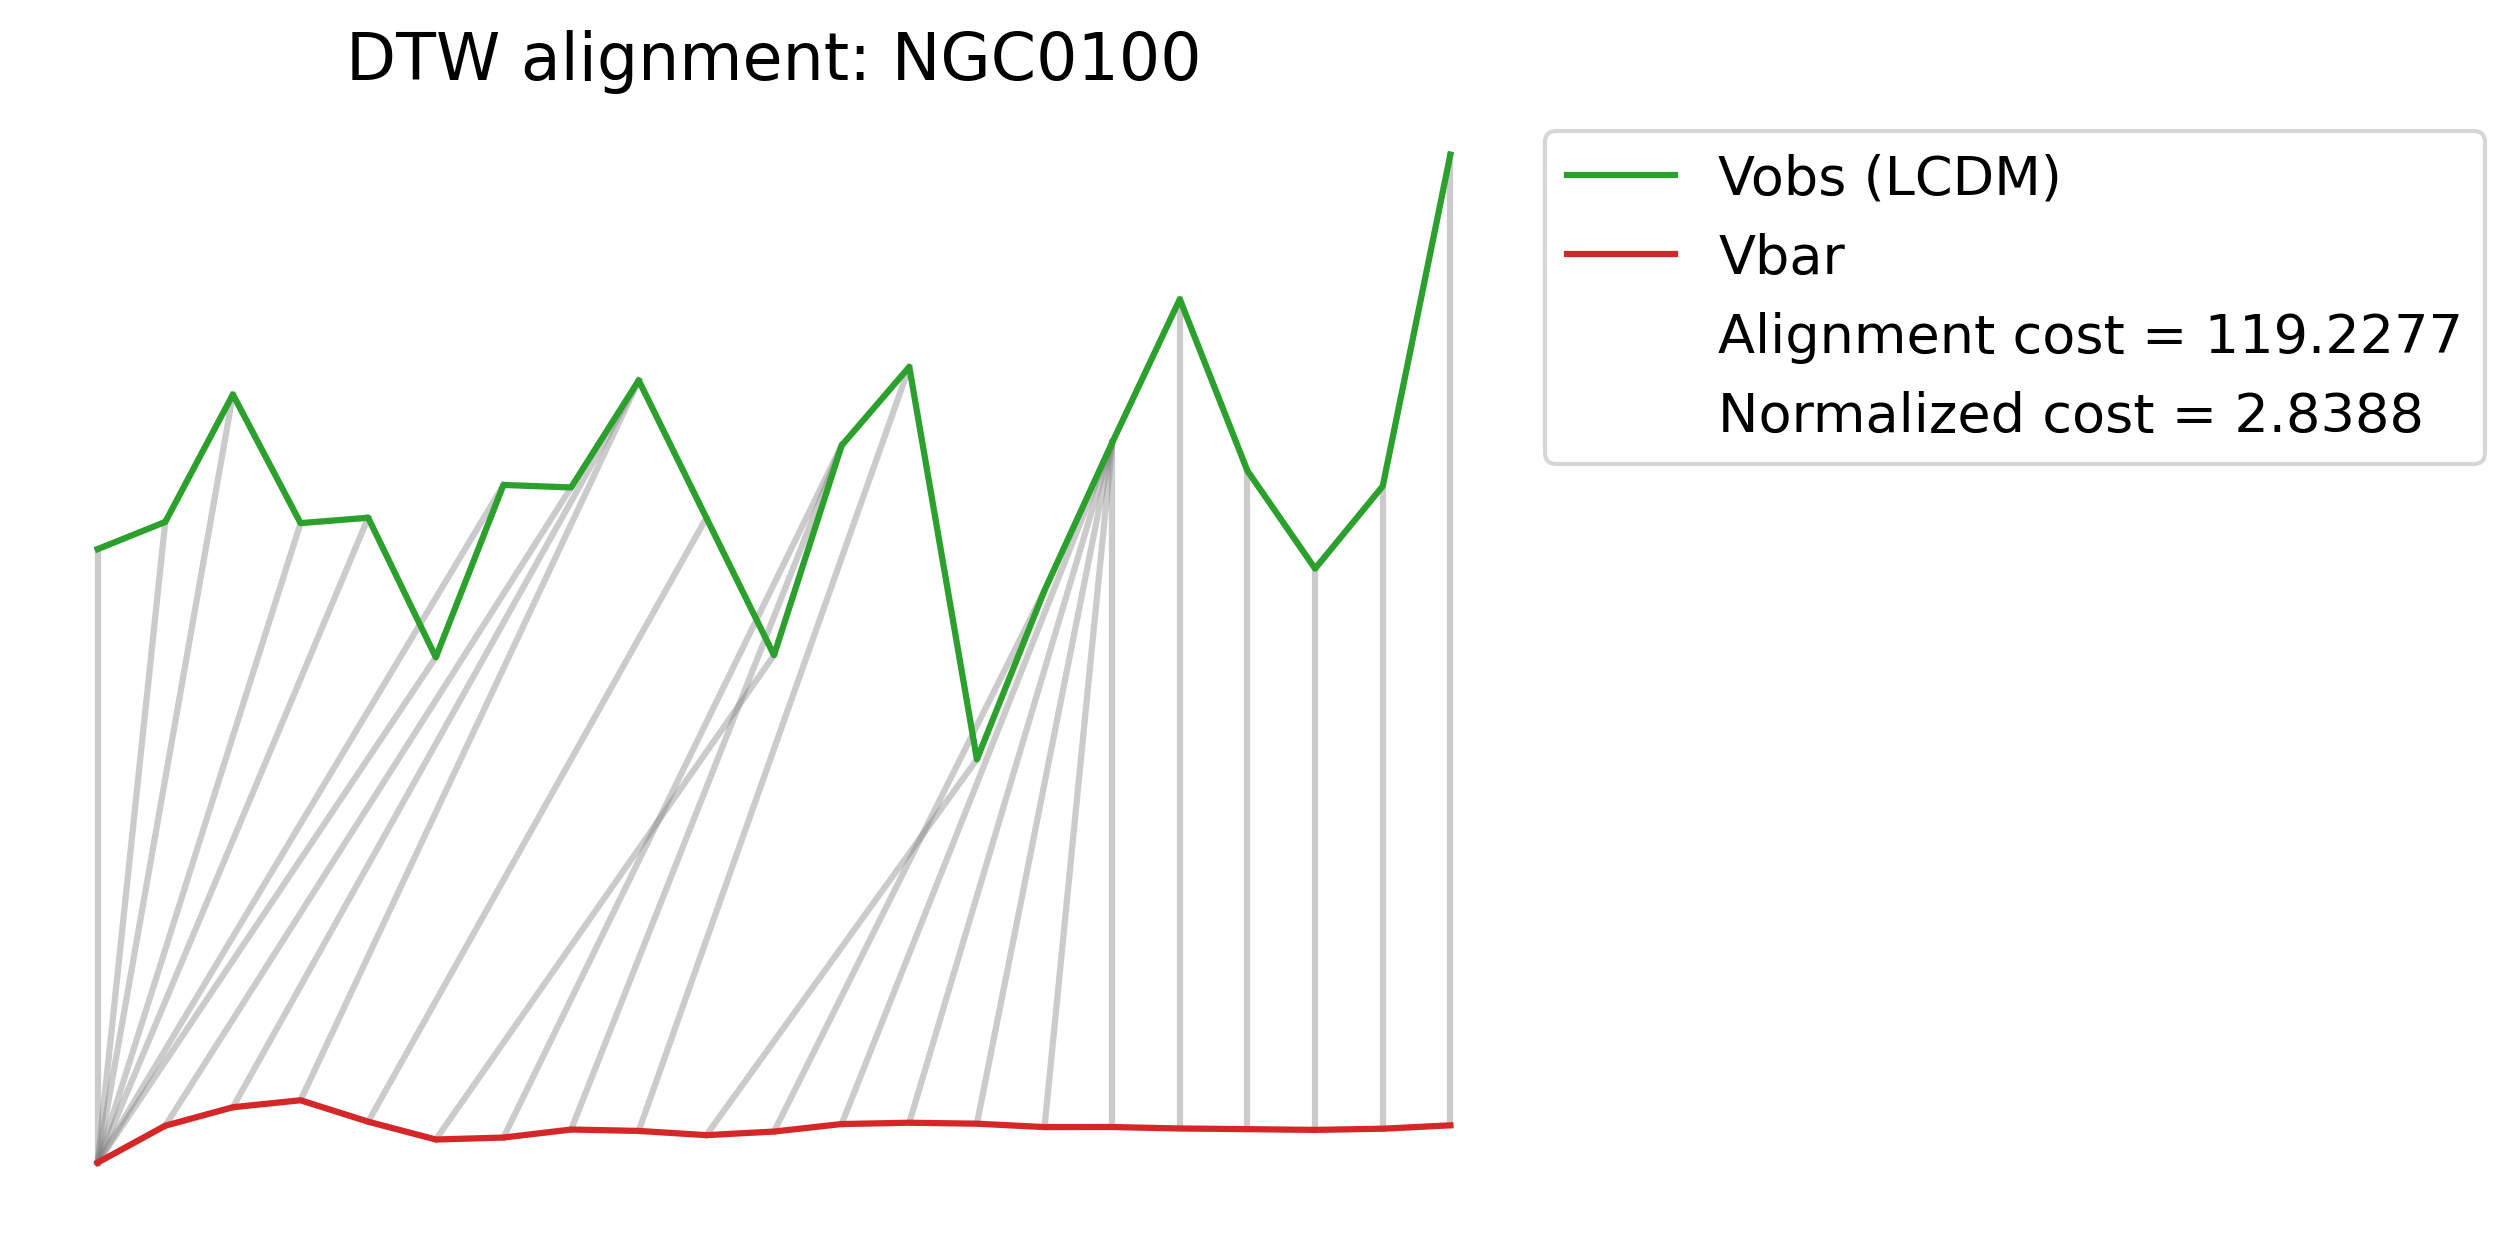 DTW alignment: NGC0100
Vobs (LCDM)
Vbar
Alignment cost = 119.2277
Normalized cost = 2.8388